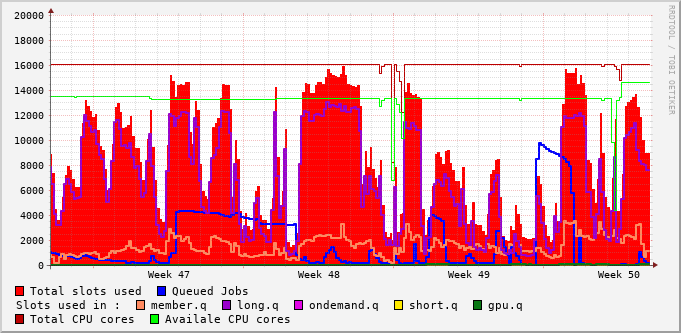 20000
18000
16000
14000
12000
10000
8000
6000
4000
2000
0
Week 47 Week 48 Week 49 Week 50
Total slots used Queued Jobs
Slots used in : member.q long.q ondemand.q short.q gpu.q
Total CPU cores Availale CPU cores
RRDTOOL / TOBI OETIKER